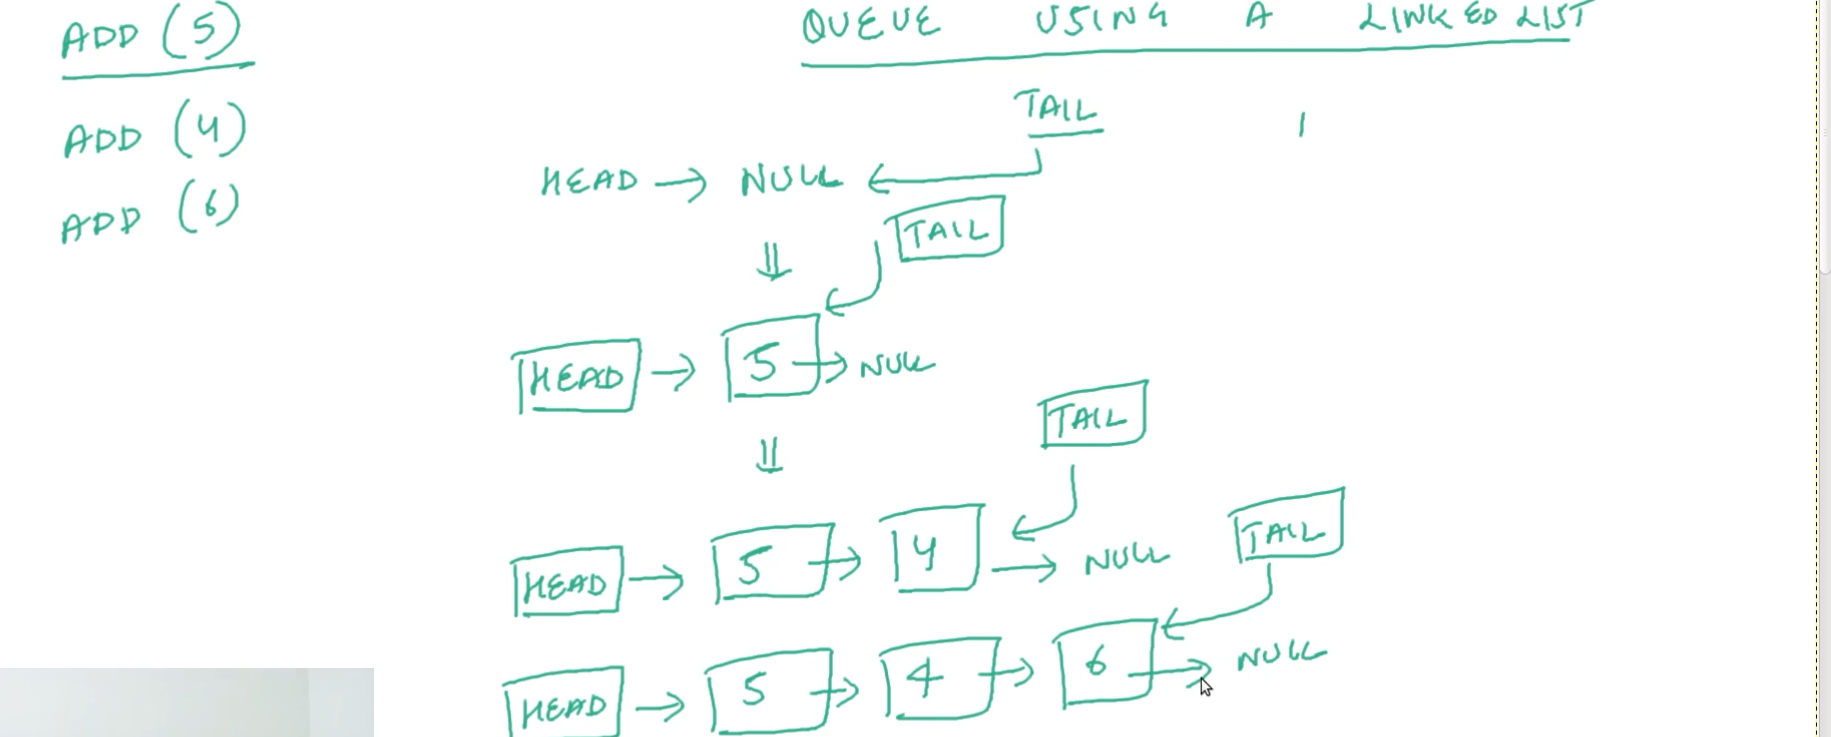 ADD (5)
QUEUE USING A LINKED LIST
TAIL
ADD (4)
HEAD → NULL ←
ADD (6)
TAIL
⇓
HEAD → 5 → NULL
TAIL
⇓
TAIL
HEAD → 5 → 4 → NULL
HEAD → 5 → 4 → 6 → NULL